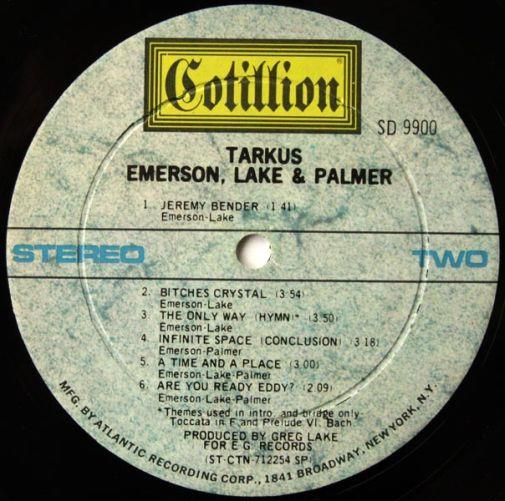 Cotillion
®
SD 9900
TARKUS
EMERSON, LAKE & PALMER
1. JEREMY BENDER (1 41)
Emerson-Lake
STEREO TWO
2. BITCHES CRYSTAL (3:54)
Emerson-Lake
3. THE ONLY WAY (HYMN)* (3.50)
Emerson-Lake
4. INFINITE SPACE (CONCLUSION) (3 18)
Emerson-Palmer
5. A TIME AND A PLACE (3 00)
Emerson-Lake-Palmer
6. ARE YOU READY EDDY? (2 09)
Emerson-Lake-Palmer
*Themes used in intro. and bridge only-
Toccata in F and Prelude VI, Bach
PRODUCED BY GREG LAKE
FOR E.G. RECORDS
(ST-CTN-712254 SP)
MFG. BY ATLANTIC RECORDING CORP., 1841 BROADWAY, NEW YORK, N.Y.